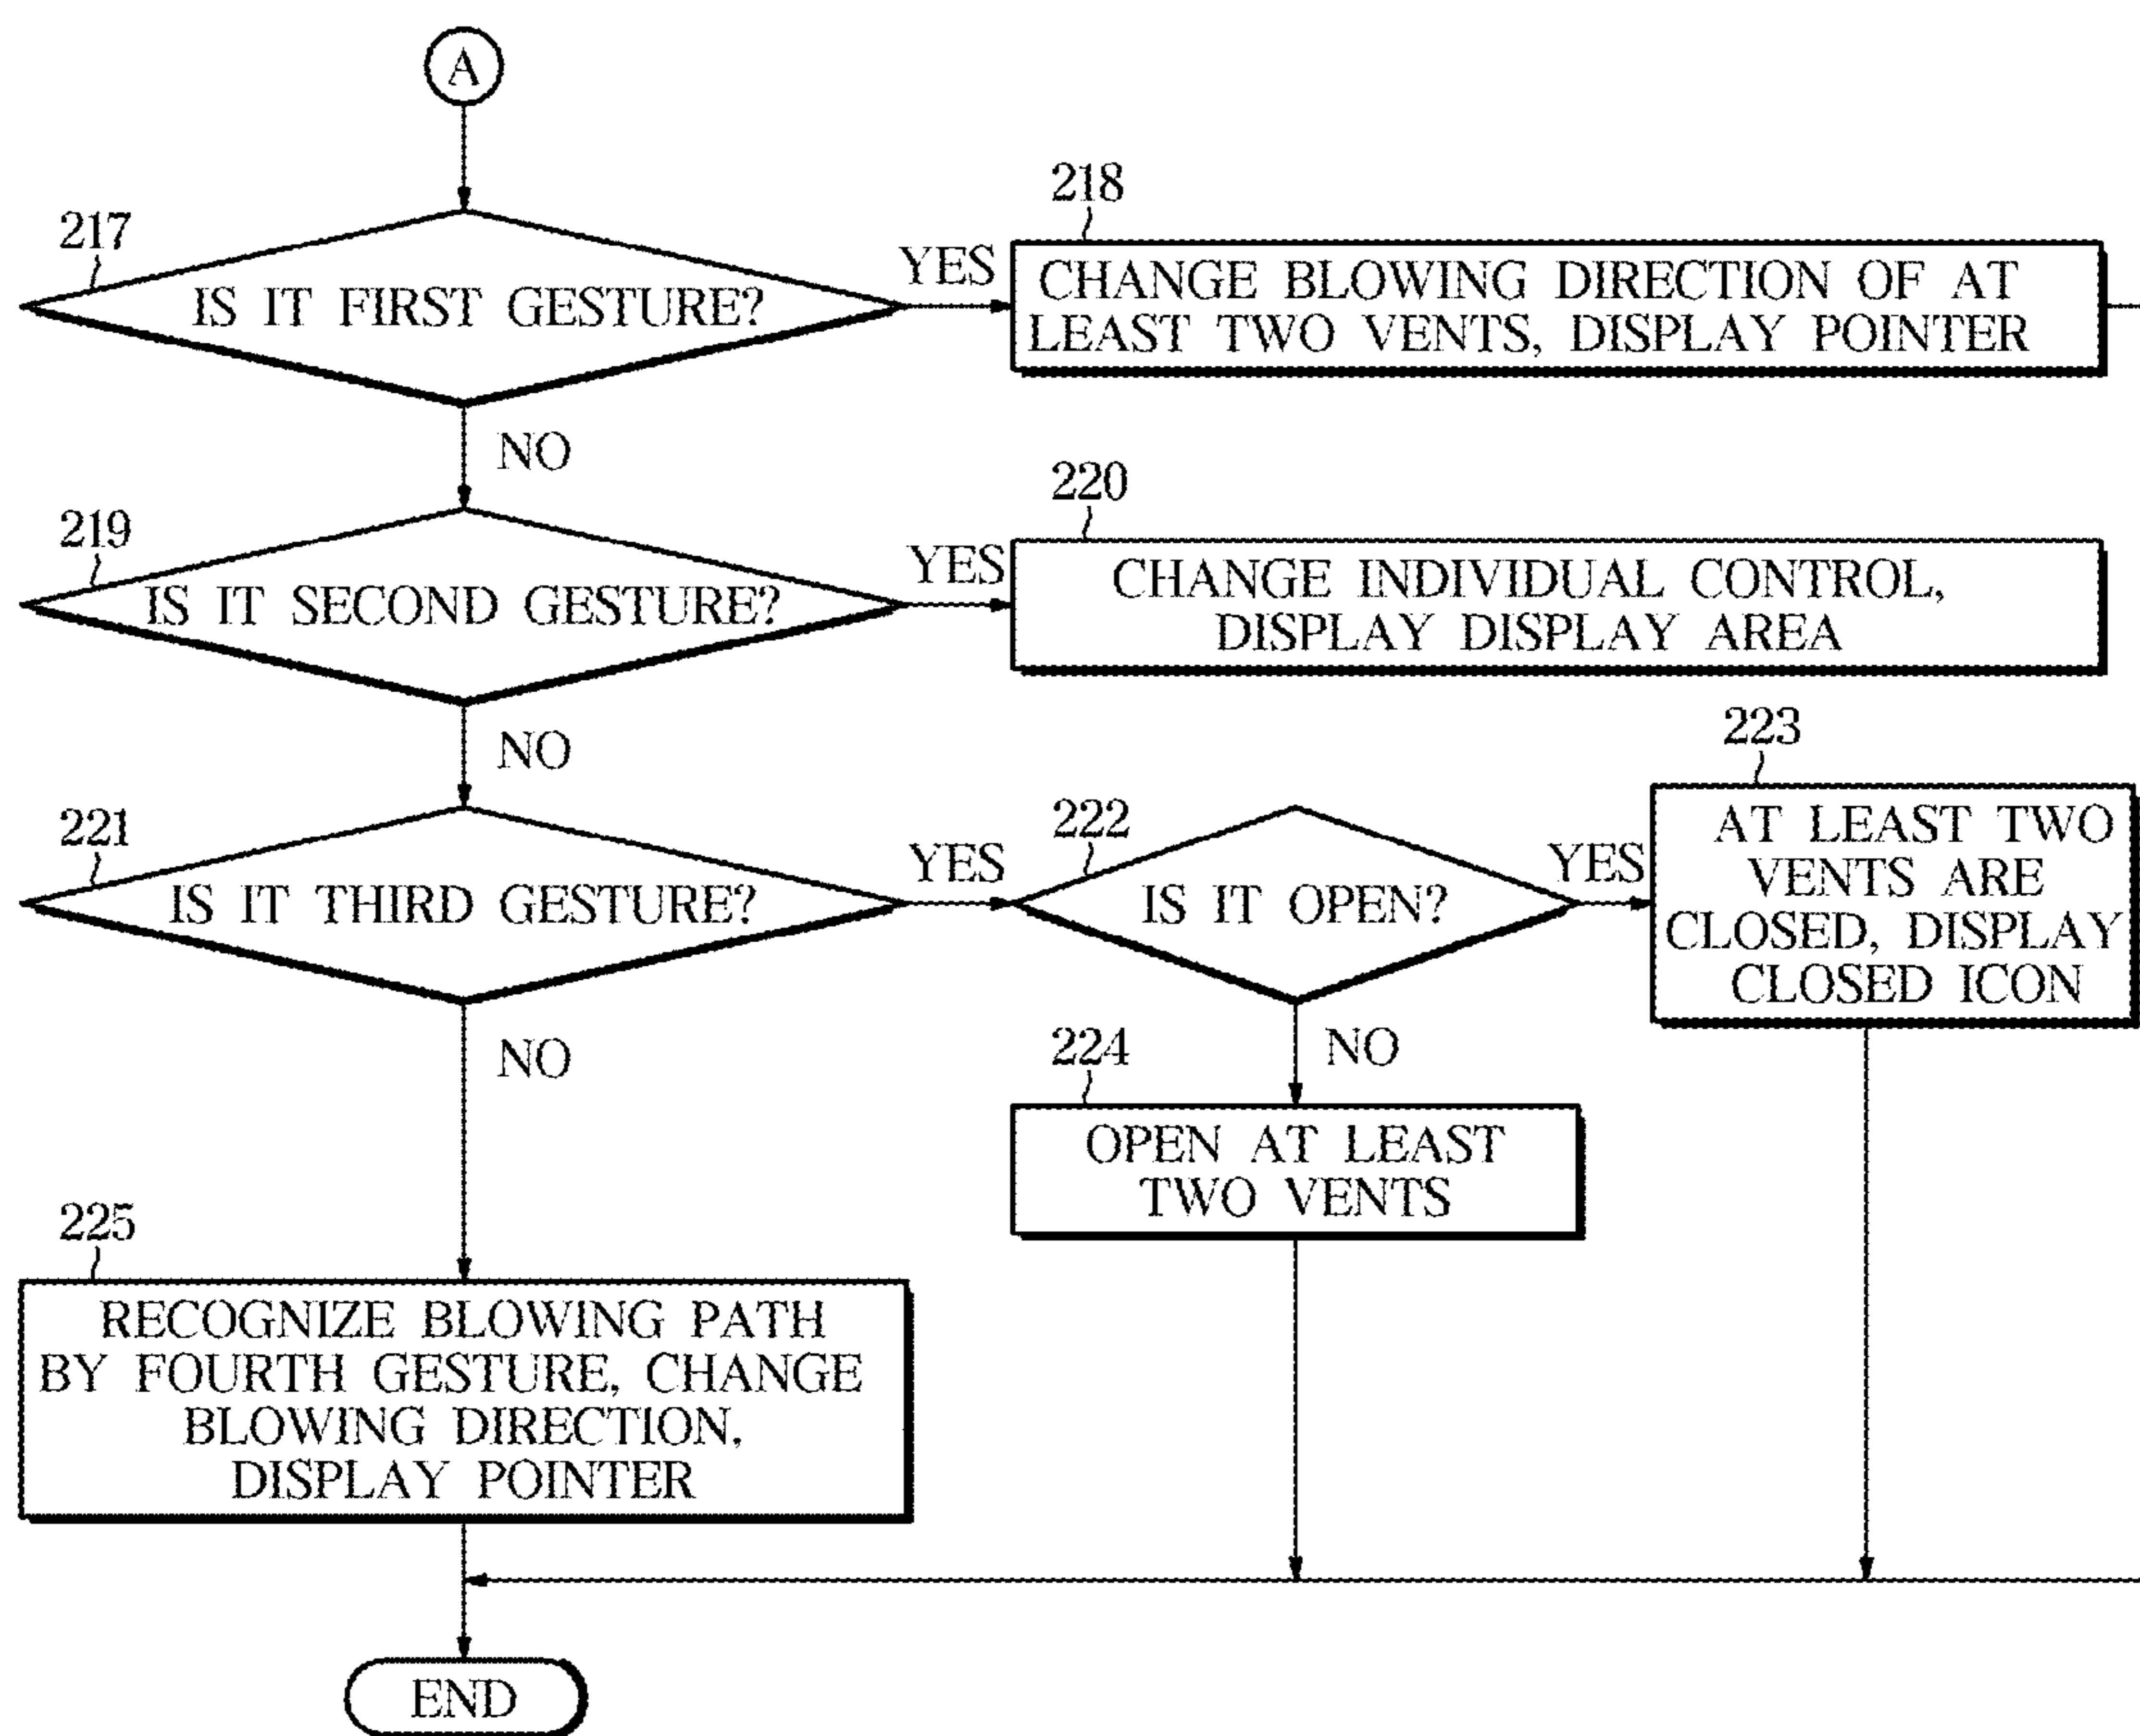 A
217
IS IT FIRST GESTURE?
YES
218
CHANGE BLOWING DIRECTION OF AT
LEAST TWO VENTS, DISPLAY POINTER
NO
219
IS IT SECOND GESTURE?
YES
220
CHANGE INDIVIDUAL CONTROL,
DISPLAY DISPLAY AREA
NO
221
IS IT THIRD GESTURE?
YES
222
IS IT OPEN?
YES
223
AT LEAST TWO
VENTS ARE
CLOSED, DISPLAY
CLOSED ICON
NO
224
OPEN AT LEAST
TWO VENTS
NO
225
RECOGNIZE BLOWING PATH
BY FOURTH GESTURE, CHANGE
BLOWING DIRECTION,
DISPLAY POINTER
END